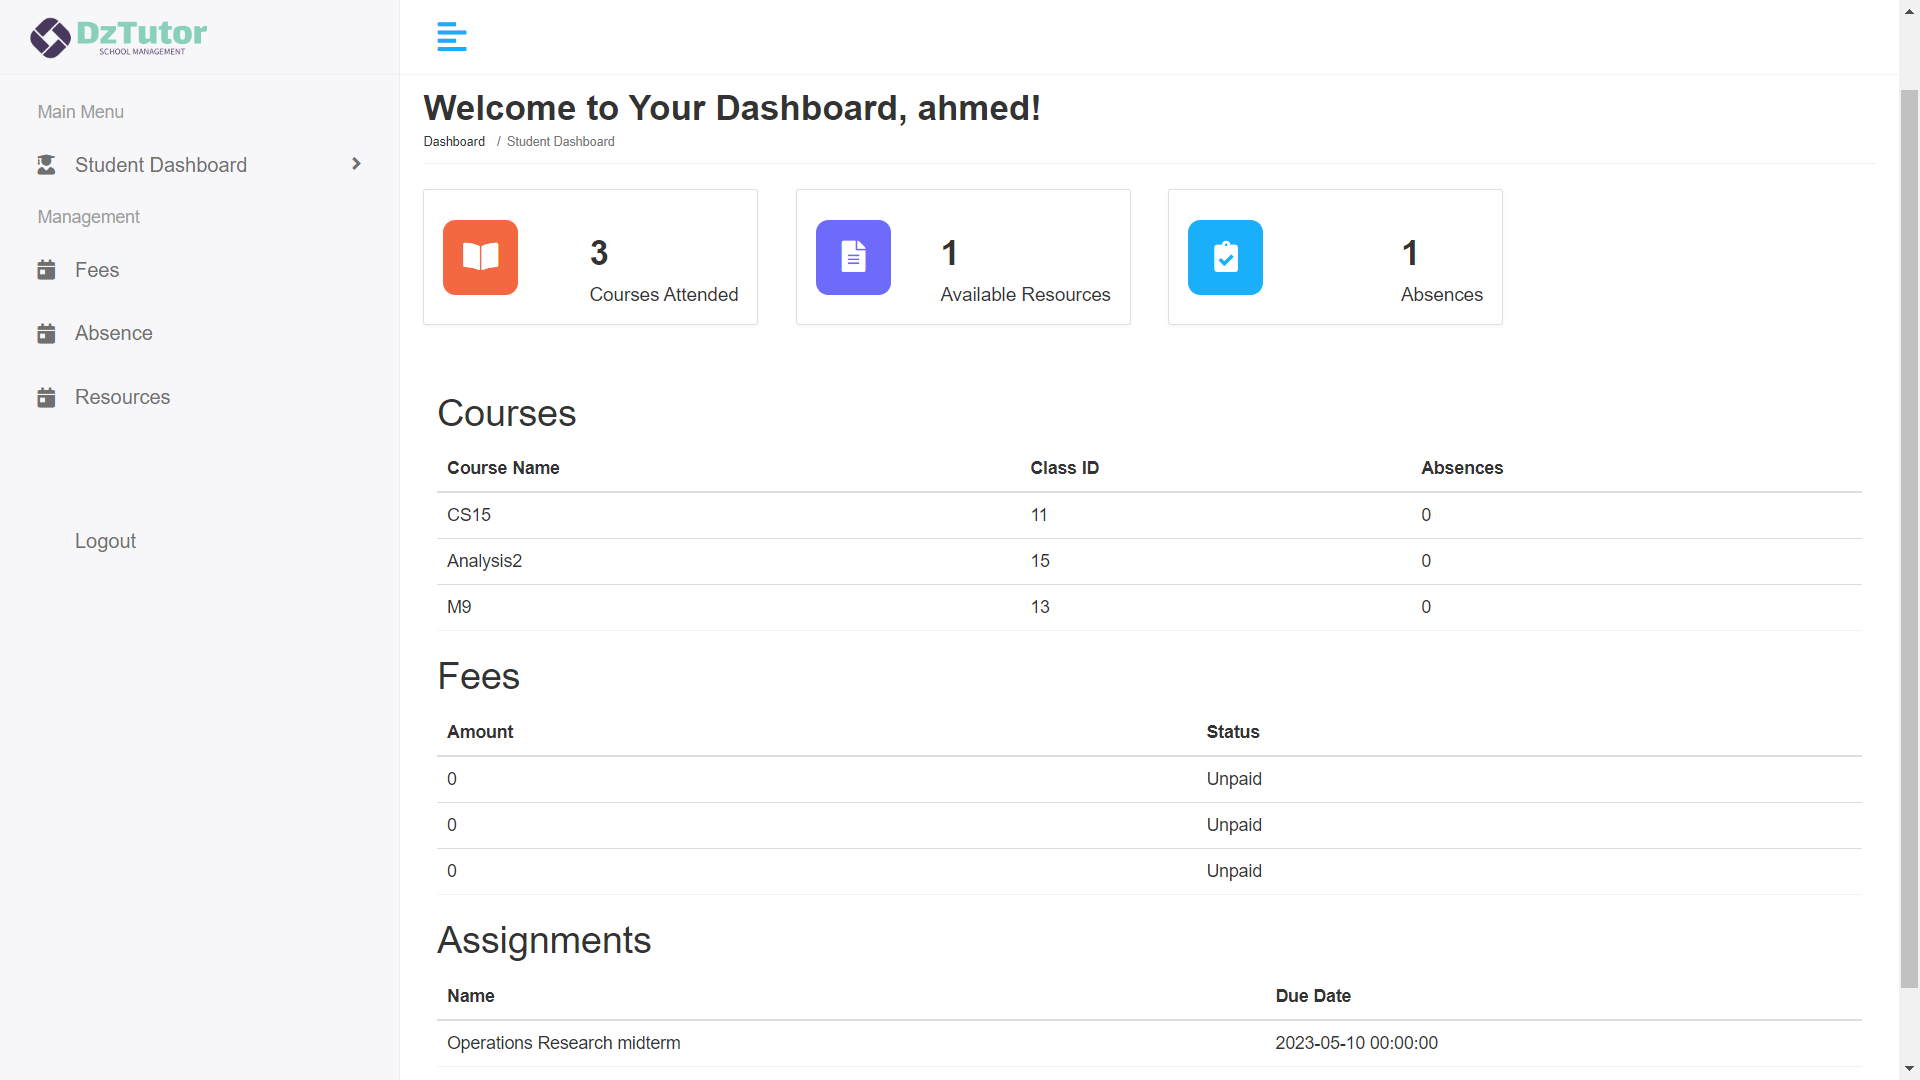 DzTutor
SCHOOL MANAGEMENT
Main Menu
Student Dashboard
Management
Fees
Absence
Resources
Logout
Welcome to Your Dashboard, ahmed!
Dashboard / Student Dashboard
3
Courses Attended
1
Available Resources
1
Absences
Courses
Course Name Class ID Absences
CS15 11 0
Analysis2 15 0
M9 13 0
Fees
Amount Status
0 Unpaid
0 Unpaid
0 Unpaid
Assignments
Name Due Date
Operations Research midterm 2023-05-10 00:00:00